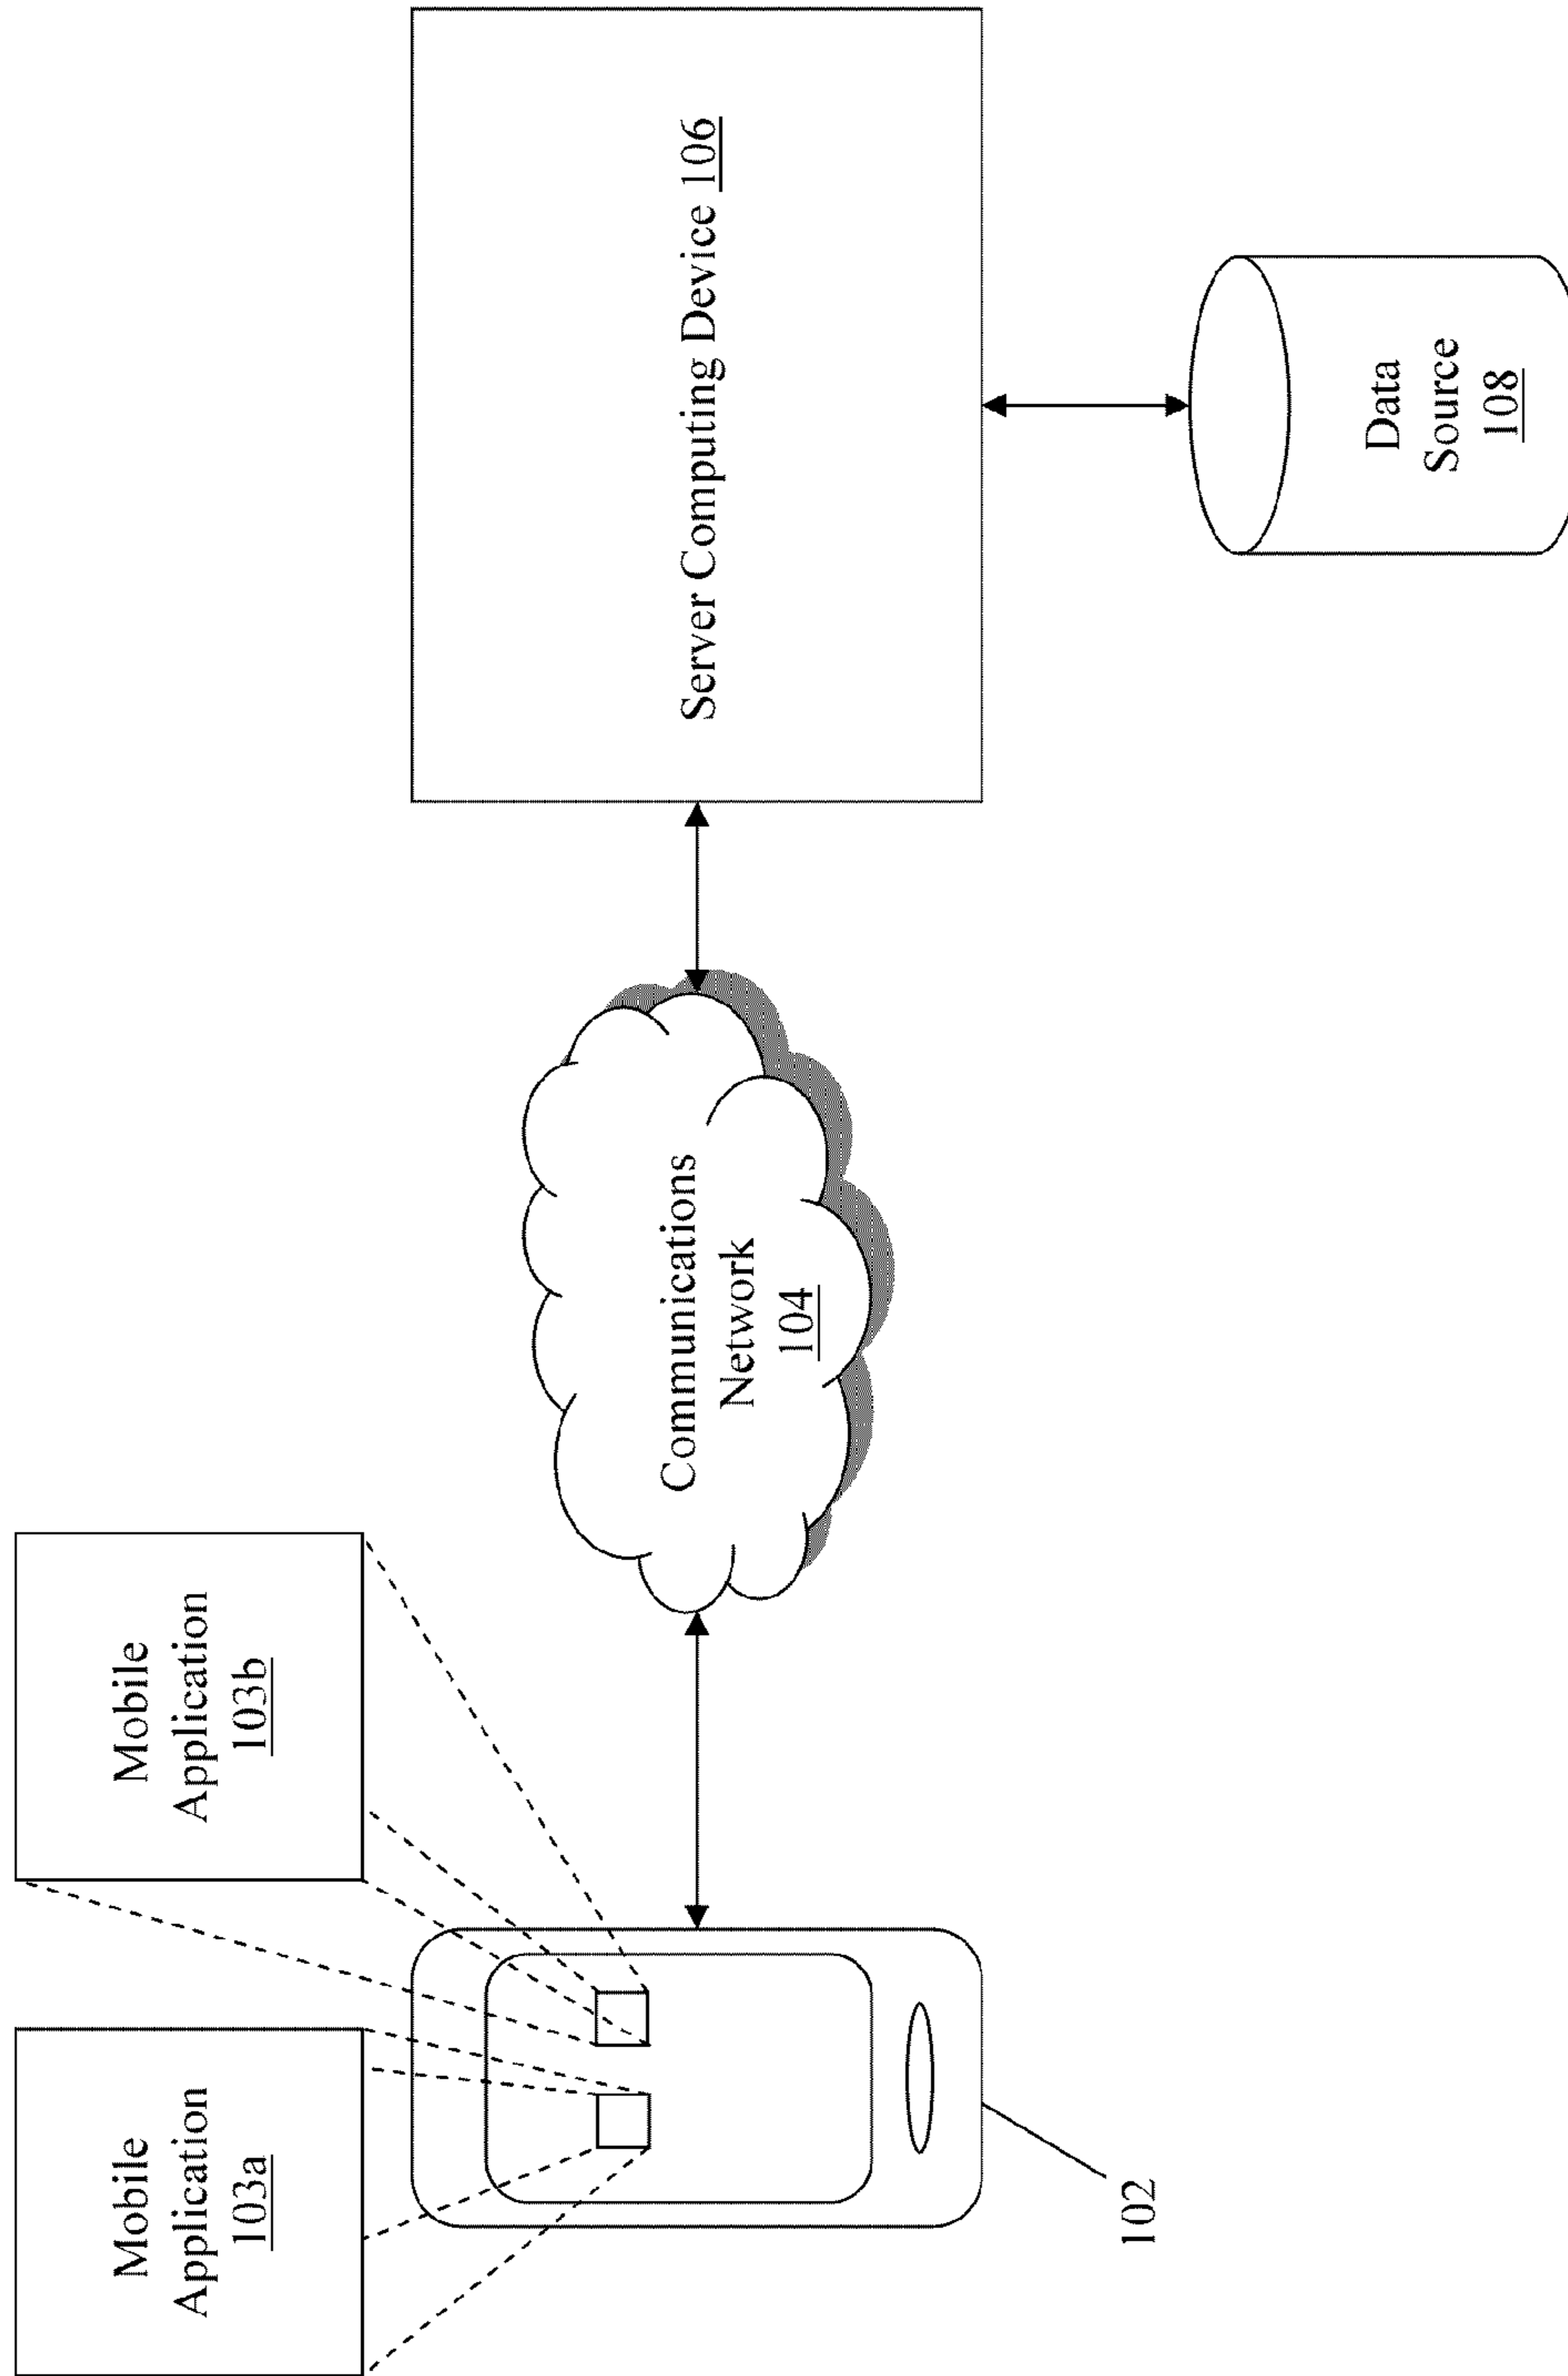 Mobile
Application
103a
Mobile
Application
103b
102
Communications
Network
104
Server Computing Device 106
Data
Source
108